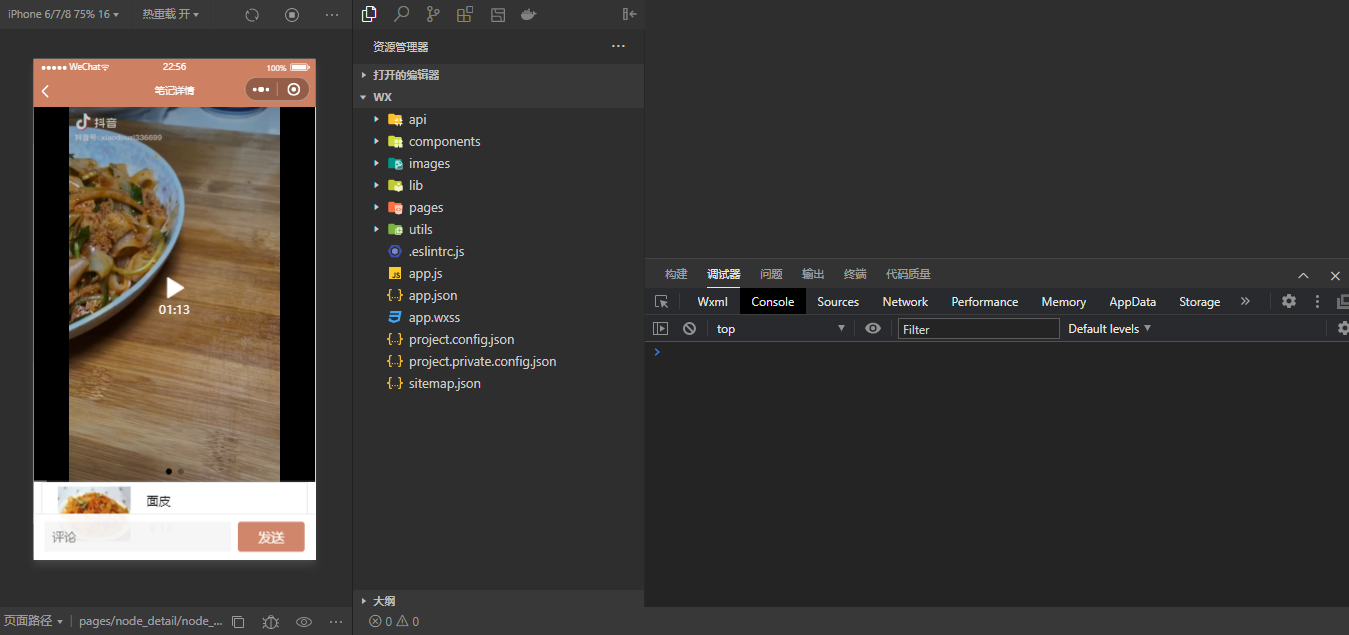 iPhone 6/7/8 75% 16
热重载 开
WeChat
22:56
100%
笔记详情
抖音
01:13
面皮
评论...
发送
页面路径
pages/node_detail/node_...
资源管理器
打开的编辑器
WX
api
components
images
lib
pages
utils
.eslintrc.js
app.js
app.json
app.wxss
project.config.json
project.private.config.json
sitemap.json
大纲
0
0
构建
调试器
问题
输出
终端
代码质量
Wxml
Console
Sources
Network
Performance
Memory
AppData
Storage
top
Filter
Default levels